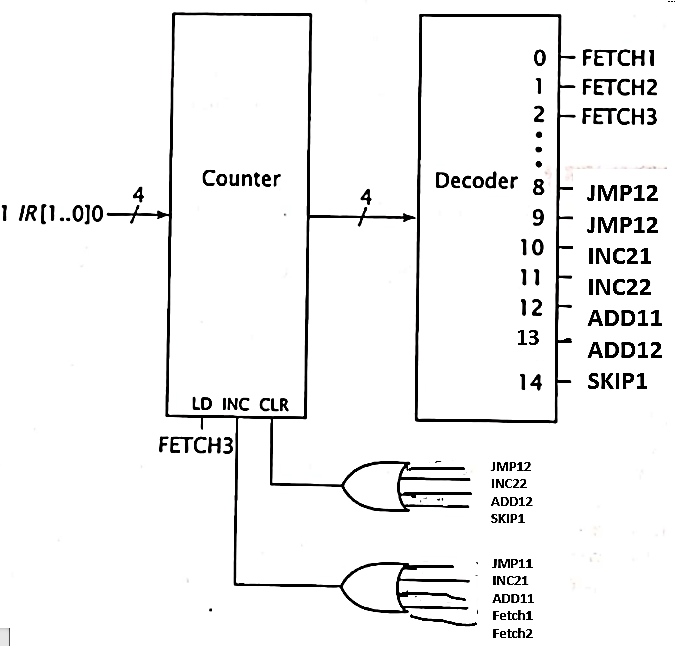 0 FETCH1
1 FETCH2
2 FETCH3
Counter
4
1 IR[1..0]0
4
Decoder
8 JMP12
9 JMP12
10 INC21
11 INC22
12 ADD11
13 ADD12
14 SKIP1
LD INC CLR
FETCH3
JMP12
INC22
ADD12
SKIP1
JMP11
INC21
ADD11
Fetch1
Fetch2